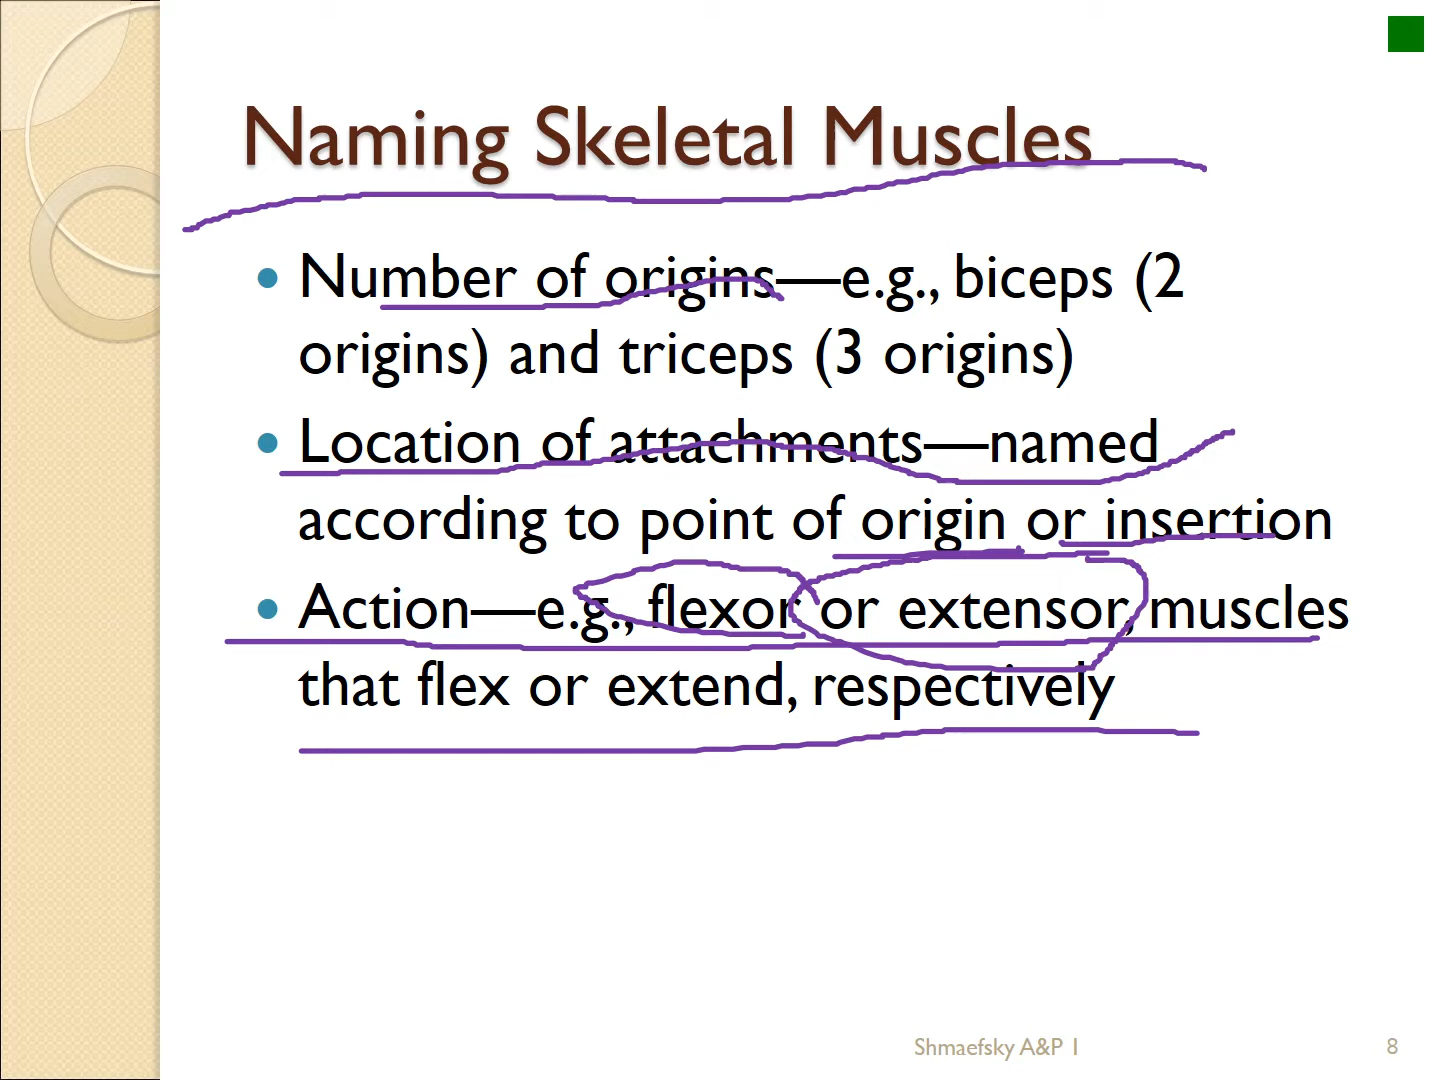 Naming Skeletal Muscles
• Number of origins—e.g., biceps (2
origins) and triceps (3 origins)
• Location of attachments—named
according to point of origin or insertion
• Action—e.g., flexor or extensor, muscles
that flex or extend, respectively
Shmaefsky A&P 1
8